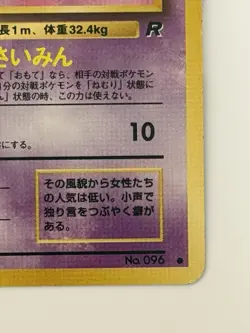 長1m、体重32.4kg
R
さいみん
て「おもて」なら、相手の対戦ポケモン
分の対戦ポケモンを「ねむり」状態に
ん」状態の時、この力は使えない。
10
にする。
その風貌から女性たち
の人気は低い。小声で
独り言をつぶやく癖が
ある。
No. 096 ●